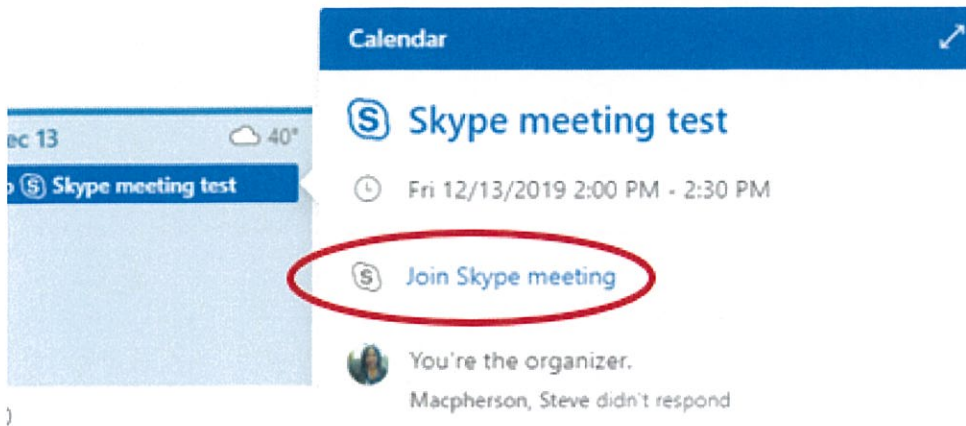 Calendar
ec 13 40°
Skype meeting test
Skype meeting test
Fri 12/13/2019 2:00 PM - 2:30 PM
Join Skype meeting
You're the organizer.
Macpherson, Steve didn't respond
)